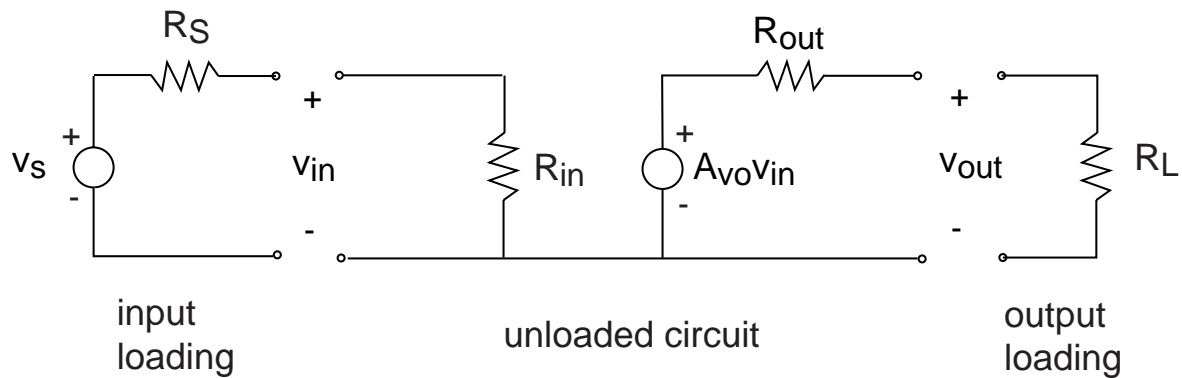 RS
Rout
+
+
+
+
vs
vin
Rin
Avovin
vout
RL
-
-
-
-
input
loading
unloaded circuit
output
loading